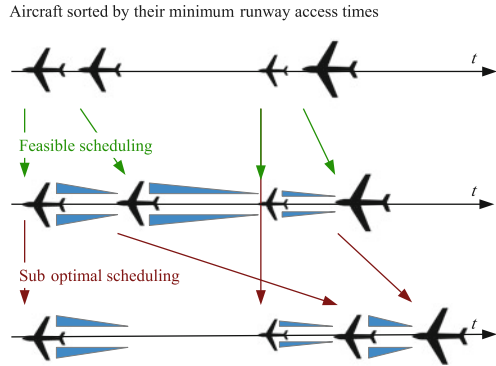 Aircraft sorted by their minimum runway access times
t
Feasible scheduling
t
Sub optimal scheduling
t